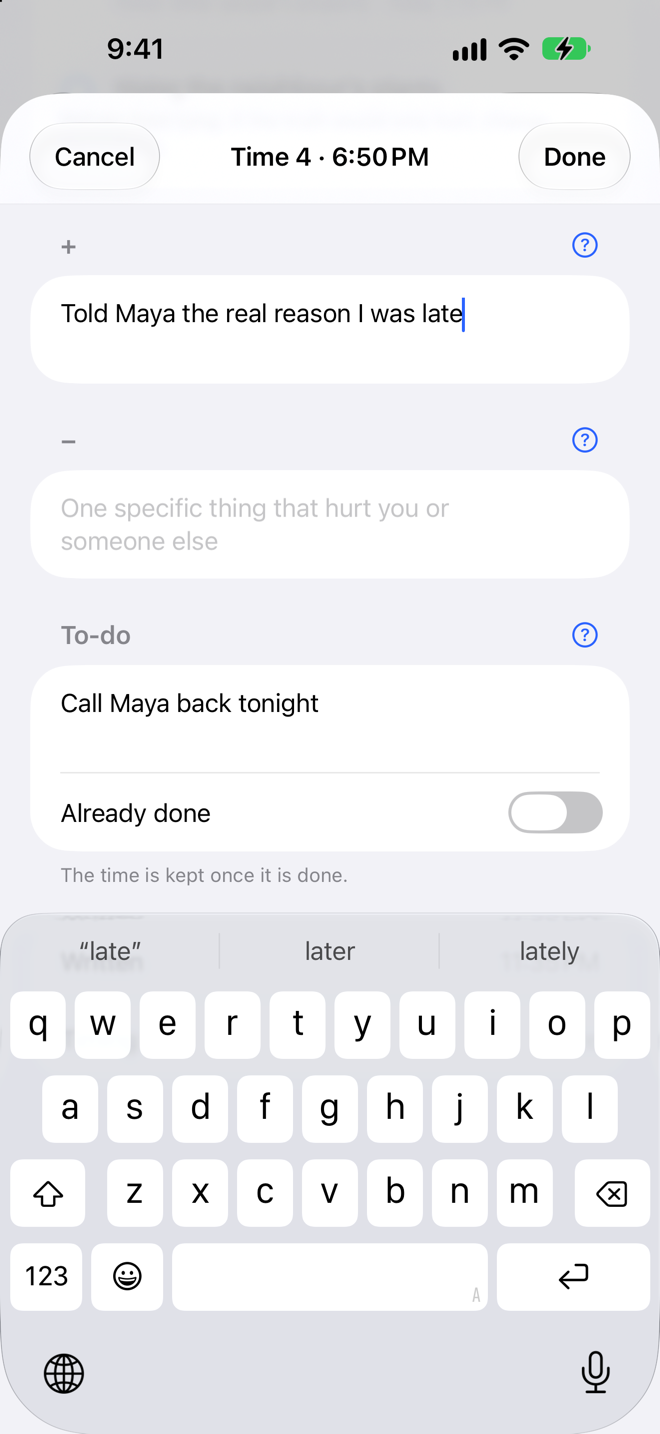 9:41
Cancel
Time 4 · 6:50 PM
Done
+
?
Told Maya the real reason I was late
−
?
One specific thing that hurt you or
someone else
To-do
?
Call Maya back tonight
Already done
The time is kept once it is done.
Written
“late”
later
lately
q w e r t y u i o p
a s d f g h j k l
z x c v b n m
123
A